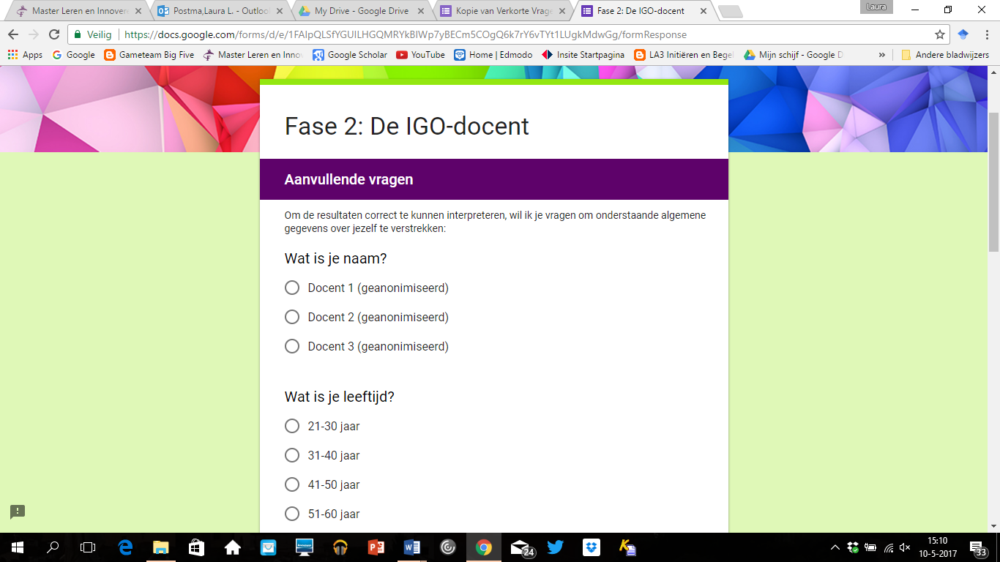 Master Leren en Innovere
Postma,Laura L. - Outloo
My Drive - Google Drive
Kopie van Verkorte Vrage
Fase 2: De IGO-docent
Laura
Veilig
https://docs.google.com/forms/d/e/1FAIpQLSfYGUILHGQMRYkBIWp7yBECm5COgQ6k7rY6vTYt1LUgkMdwGg/formResponse
Apps
Google
Gameteam Big Five
Master Leren en Inno
Google Scholar
YouTube
Home | Edmodo
Insite Startpagina
LA3 Initiëren en Bege
Mijn schijf - Google D
»
Andere bladwijzers
Fase 2: De IGO-docent
Aanvullende vragen
Om de resultaten correct te kunnen interpreteren, wil ik je vragen om onderstaande algemene
gegevens over jezelf te verstrekken:
Wat is je naam?
Docent 1 (geanonimiseerd)
Docent 2 (geanonimiseerd)
Docent 3 (geanonimiseerd)
Wat is je leeftijd?
21-30 jaar
31-40 jaar
41-50 jaar
51-60 jaar
24
15:10
10-5-2017
33